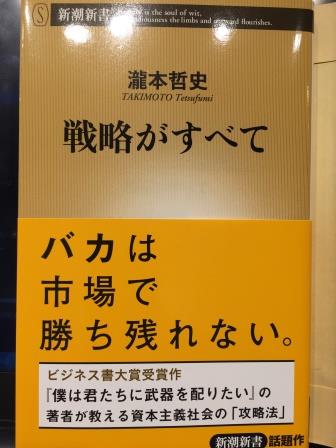 S 新潮新書
is the soul of wit,
the limbs and outward flourishes.
瀧本哲史
TAKIMOTO Tetsufumi
戦略がすべて
バカは
市場で
勝ち残れない。
ビジネス書大賞受賞作
『僕は君たちに武器を配りたい』の
著者が教える資本主義社会の「攻略法」
新潮新書 話題作